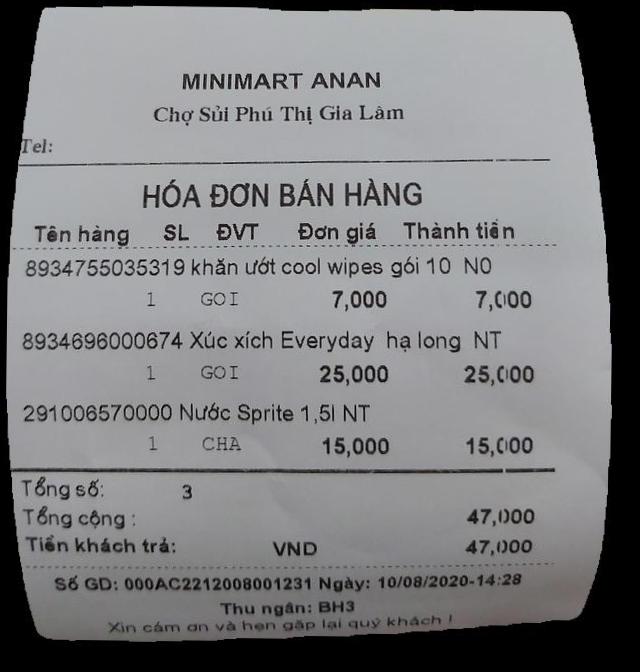 MINIMART ANAN
Chợ Sủi Phú Thị Gia Lâm
Tel:
HÓA ĐƠN BÁN HÀNG
Tên hàng SL ĐVT Đơn giá Thành tiền
8934755035319 khăn ướt cool wipes gói 10 N0
1 GOI 7,000 7,000
8934696000674 Xúc xích Everyday hạ long NT
1 GOI 25,000 25,000
291006570000 Nước Sprite 1,5l NT
1 CHA 15,000 15,000
Tổng số: 3
Tổng cộng : 47,000
Tiền khách trả: VND 47,000
Số GD: 000AC2212008001231 Ngày: 10/08/2020-14:28
Thu ngân: BH3
Xin cám ơn và hẹn gặp lại quý khách !